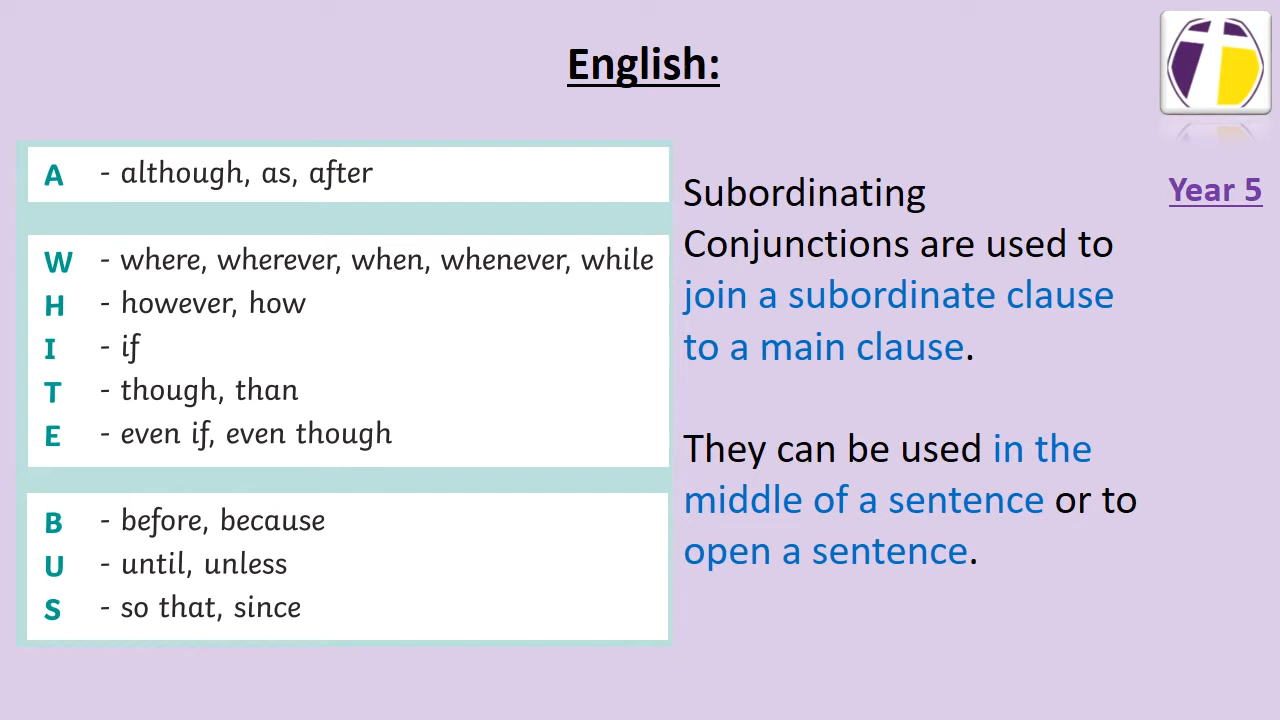 English:
A - although, as, after
W - where, wherever, when, whenever, while
H - however, how
I - if
T - though, than
E - even if, even though
B - before, because
U - until, unless
S - so that, since
Subordinating
Conjunctions are used to
join a subordinate clause
to a main clause.
They can be used in the
middle of a sentence or to
open a sentence.
Year 5